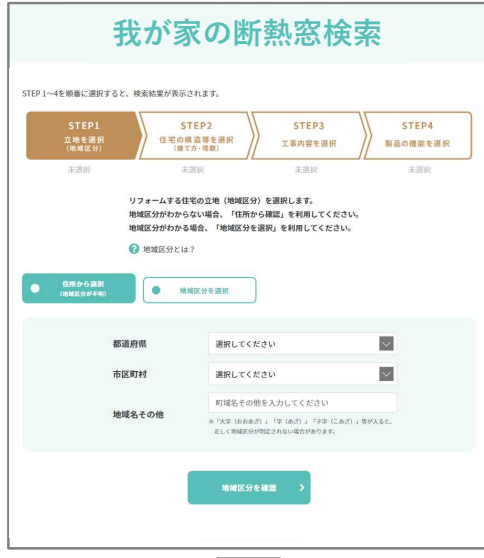 我が家の断熱窓検索
STEP 1～4を順番に選択すると、検索結果が表示されます。
STEP1
立地を選択
（地域区分）
STEP2
住宅の構造等を選択
（建て方・階数）
STEP3
工事内容を選択
STEP4
製品の機能を選択
未選択
未選択
未選択
未選択
リフォームする住宅の立地（地域区分）を選択します。
地域区分がわからない場合、「住所から確認」を利用してください。
地域区分がわかる場合、「地域区分を選択」を利用してください。
? 地域区分とは？
住所から選択
（地域区分が不明）
地域区分を選択
都道府県
選択してください
市区町村
選択してください
地域名その他
町域名その他を入力してください
※「大字（おおあざ）」「字（あざ）」「子字（こあざ）」等が入ると、
正しく地域区分が判定されない場合があります。
地域区分を確認